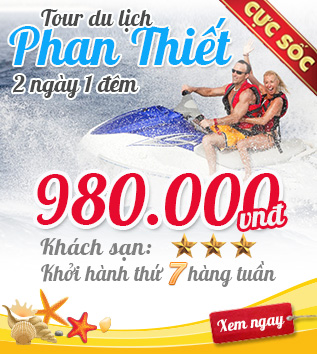 Tour du lịch
CỰC SỐC
Phan Thiết
2 ngày 1 đêm
980.000 vnđ
Khách sạn:
Khởi hành thứ 7 hàng tuần
Xem ngay